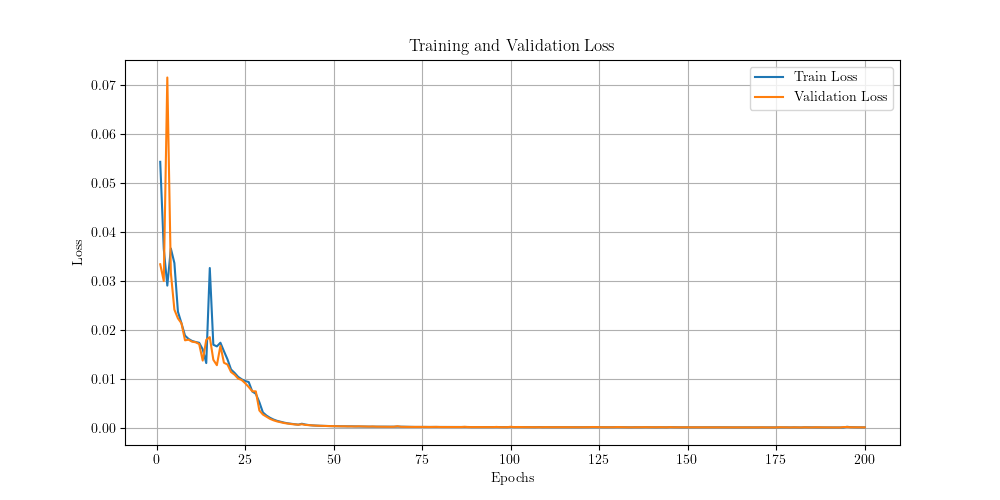 Training and Validation Loss
Train Loss
Validation Loss
0.07
0.06
0.05
0.04
0.03
0.02
0.01
0.00
Loss
0 25 50 75 100 125 150 175 200
Epochs